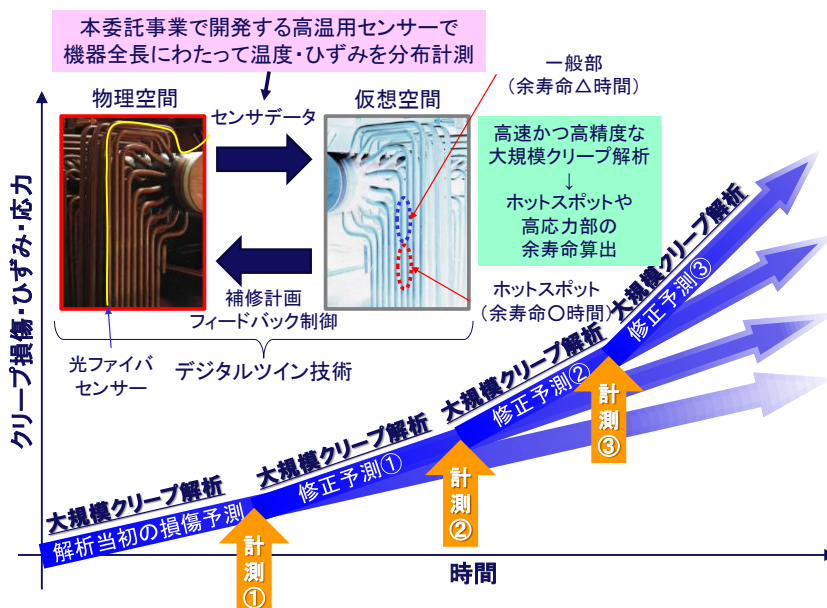 本委託事業で開発する高温用センサーで
機器全長にわたって温度・ひずみを分布計測
物理空間
センサデータ
仮想空間
一般部
(余寿命△時間)
高速かつ高精度な
大規模クリープ解析
↓
ホットスポットや
高応力部の
余寿命算出
補修計画
フィードバック制御
ホットスポット
(余寿命〇時間)
光ファイバ
センサー
デジタルツイン技術
クリープ損傷・ひずみ・応力
大規模クリープ解析
解析当初の損傷予測
大規模クリープ解析
修正予測①
大規模クリープ解析
修正予測②
大規模クリープ解析
修正予測③
計測①
計測②
計測③
時間